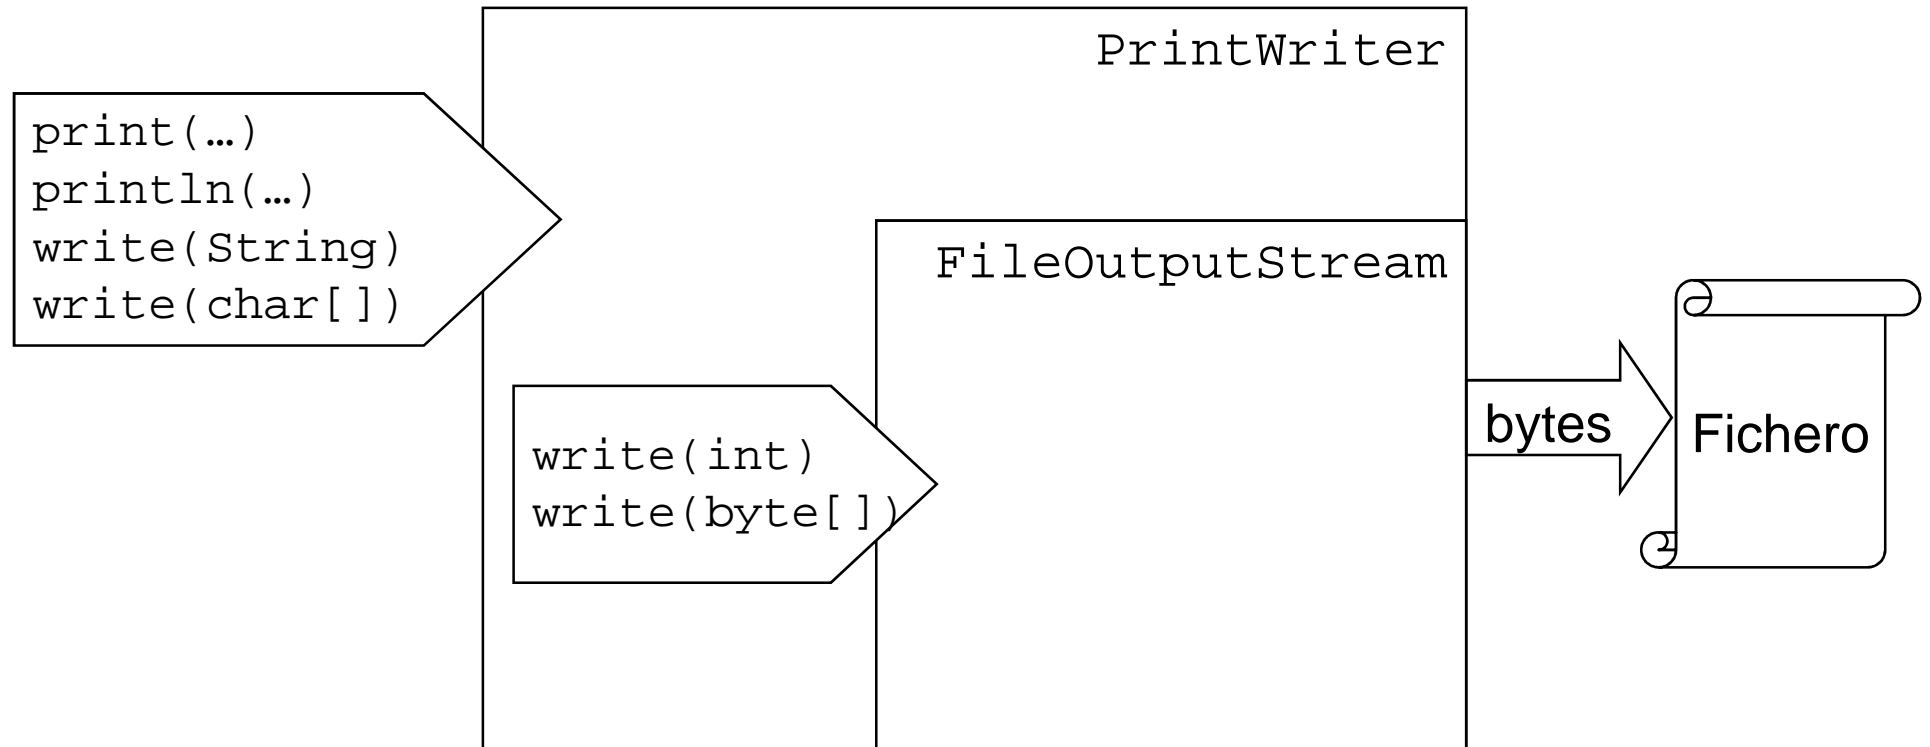 PrintWriter
print(…)
println(…)
write(String)
write(char[])
FileOutputStream
write(int)
write(byte[])
bytes
Fichero